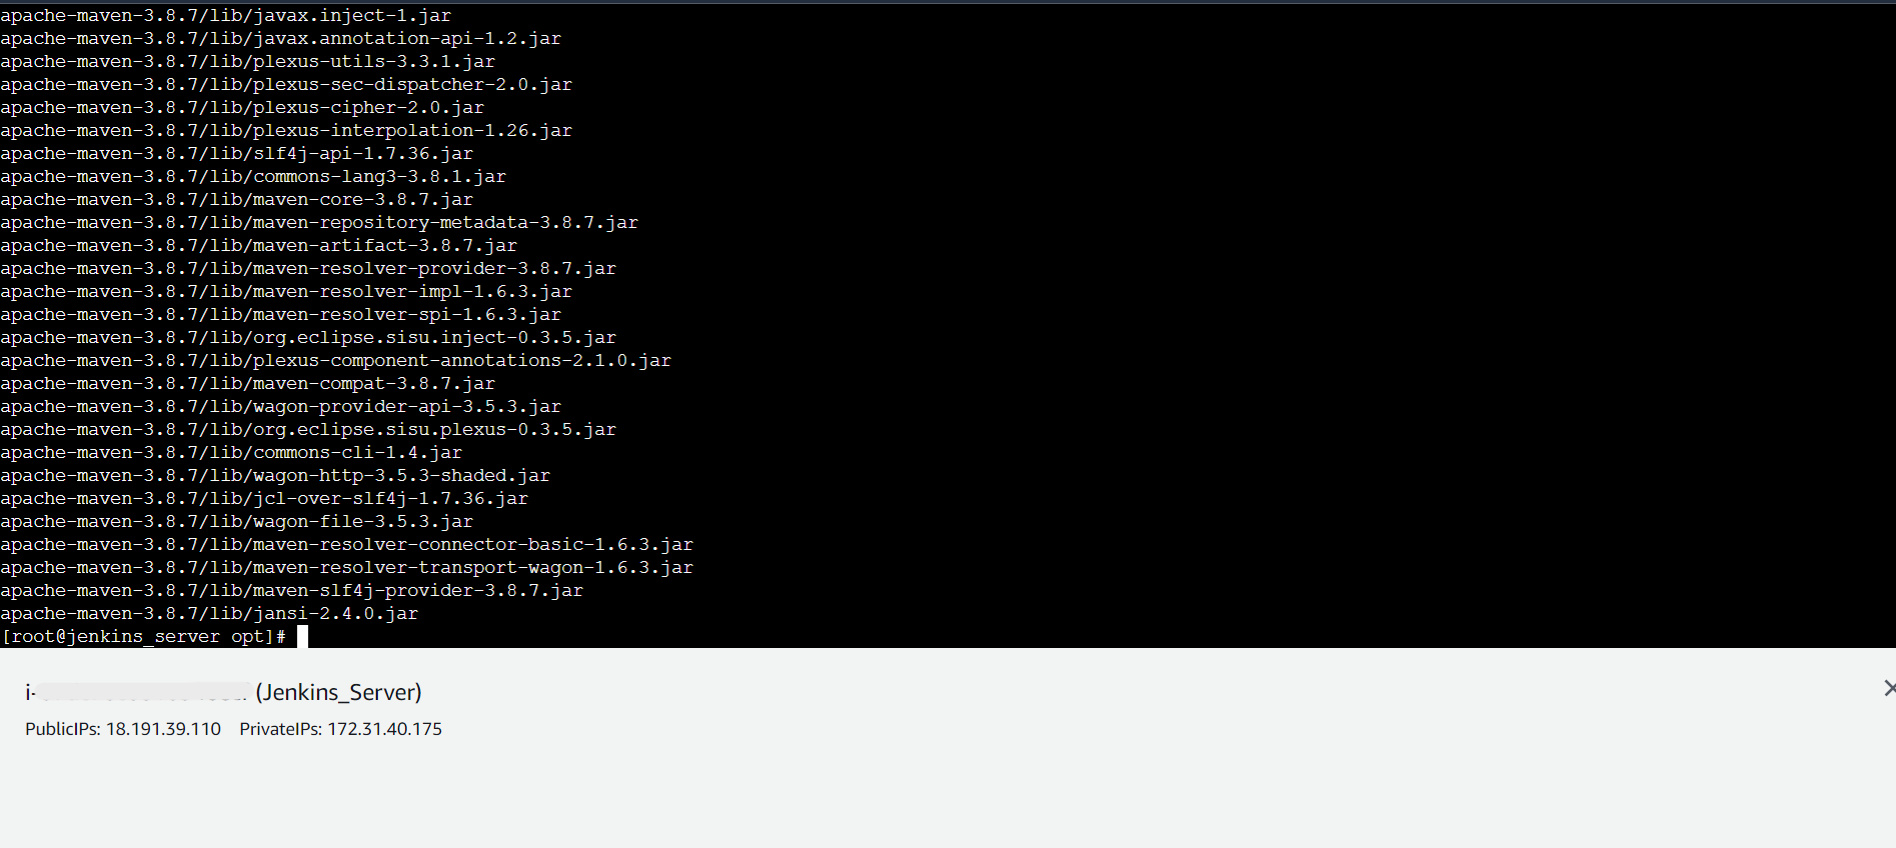 apache-maven-3.8.7/lib/javax.inject-1.jar
apache-maven-3.8.7/lib/javax.annotation-api-1.2.jar
apache-maven-3.8.7/lib/plexus-utils-3.3.1.jar
apache-maven-3.8.7/lib/plexus-sec-dispatcher-2.0.jar
apache-maven-3.8.7/lib/plexus-cipher-2.0.jar
apache-maven-3.8.7/lib/plexus-interpolation-1.26.jar
apache-maven-3.8.7/lib/slf4j-api-1.7.36.jar
apache-maven-3.8.7/lib/commons-lang3-3.8.1.jar
apache-maven-3.8.7/lib/maven-core-3.8.7.jar
apache-maven-3.8.7/lib/maven-repository-metadata-3.8.7.jar
apache-maven-3.8.7/lib/maven-artifact-3.8.7.jar
apache-maven-3.8.7/lib/maven-resolver-provider-3.8.7.jar
apache-maven-3.8.7/lib/maven-resolver-impl-1.6.3.jar
apache-maven-3.8.7/lib/maven-resolver-spi-1.6.3.jar
apache-maven-3.8.7/lib/org.eclipse.sisu.inject-0.3.5.jar
apache-maven-3.8.7/lib/plexus-component-annotations-2.1.0.jar
apache-maven-3.8.7/lib/maven-compat-3.8.7.jar
apache-maven-3.8.7/lib/wagon-provider-api-3.5.3.jar
apache-maven-3.8.7/lib/org.eclipse.sisu.plexus-0.3.5.jar
apache-maven-3.8.7/lib/commons-cli-1.4.jar
apache-maven-3.8.7/lib/wagon-http-3.5.3-shaded.jar
apache-maven-3.8.7/lib/jcl-over-slf4j-1.7.36.jar
apache-maven-3.8.7/lib/wagon-file-3.5.3.jar
apache-maven-3.8.7/lib/maven-resolver-connector-basic-1.6.3.jar
apache-maven-3.8.7/lib/maven-resolver-transport-wagon-1.6.3.jar
apache-maven-3.8.7/lib/maven-slf4j-provider-3.8.7.jar
apache-maven-3.8.7/lib/jansi-2.4.0.jar
[root@jenkins_server opt]#
i- (Jenkins_Server)
PublicIPs: 18.191.39.110 PrivateIPs: 172.31.40.175